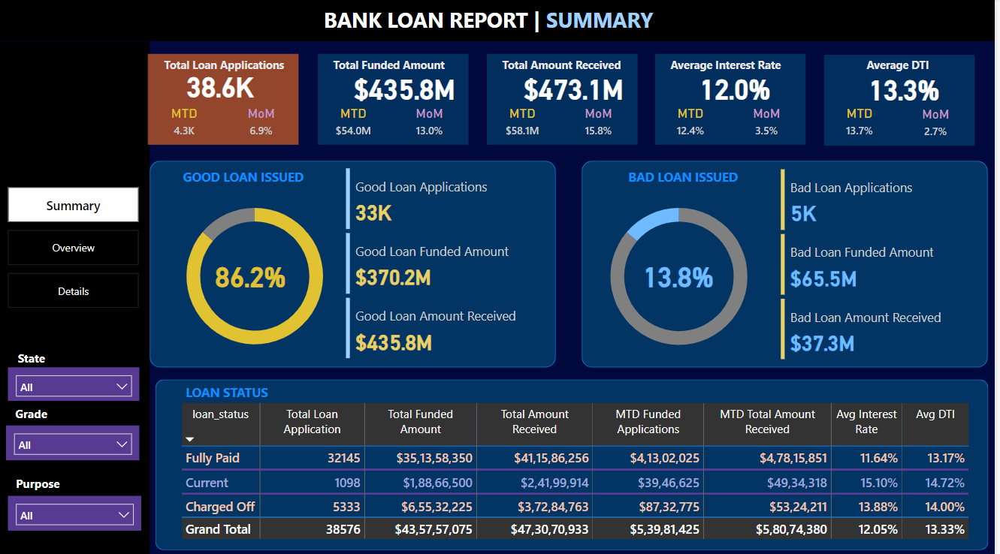 BANK LOAN REPORT | SUMMARY
Total Loan Applications
38.6K
MTD MoM
4.3K 6.9%
Total Funded Amount
$435.8M
MTD MoM
$54.0M 13.0%
Total Amount Received
$473.1M
MTD MoM
$58.1M 15.8%
Average Interest Rate
12.0%
MTD MoM
12.4% 3.5%
Average DTI
13.3%
MTD MoM
13.7% 2.7%
Summary
Overview
Details
State
All
Grade
All
Purpose
All
GOOD LOAN ISSUED
86.2%
Good Loan Applications
33K
Good Loan Funded Amount
$370.2M
Good Loan Amount Received
$435.8M
BAD LOAN ISSUED
13.8%
Bad Loan Applications
5K
Bad Loan Funded Amount
$65.5M
Bad Loan Amount Received
$37.3M
LOAN STATUS
loan_status Total Loan Total Funded Total Amount MTD Funded MTD Total Amount Avg Interest Avg DTI
Application Amount Received Applications Received Rate
Fully Paid 32145 $35,13,58,350 $41,15,86,256 $4,13,02,025 $4,78,15,851 11.64% 13.17%
Current 1098 $1,88,66,500 $2,41,99,914 $39,46,625 $49,34,318 15.10% 14.72%
Charged Off 5333 $6,55,32,225 $3,72,84,763 $87,32,775 $53,24,211 13.88% 14.00%
Grand Total 38576 $43,57,57,075 $47,30,70,933 $5,39,81,425 $5,80,74,380 12.05% 13.33%